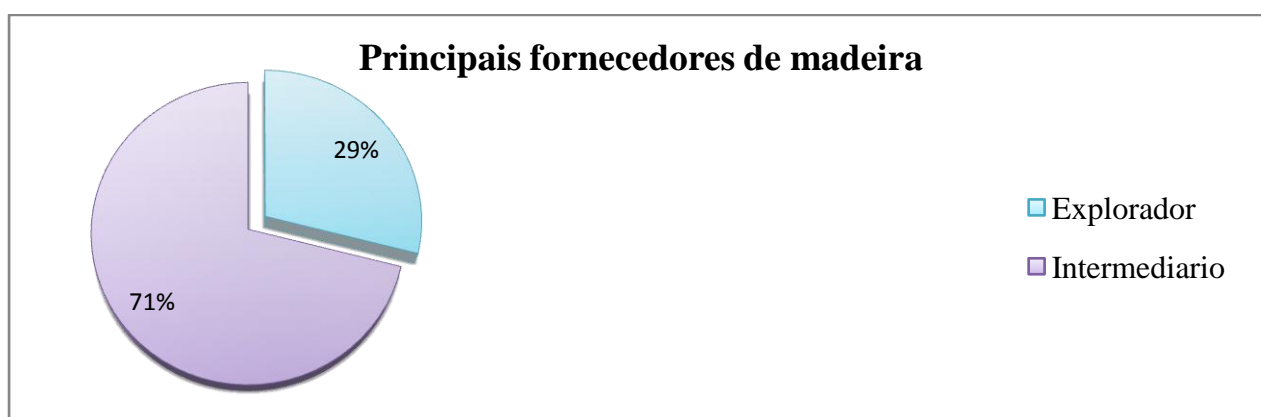 Principais fornecedores de madeira
29%
Explorador
Intermediario
71%